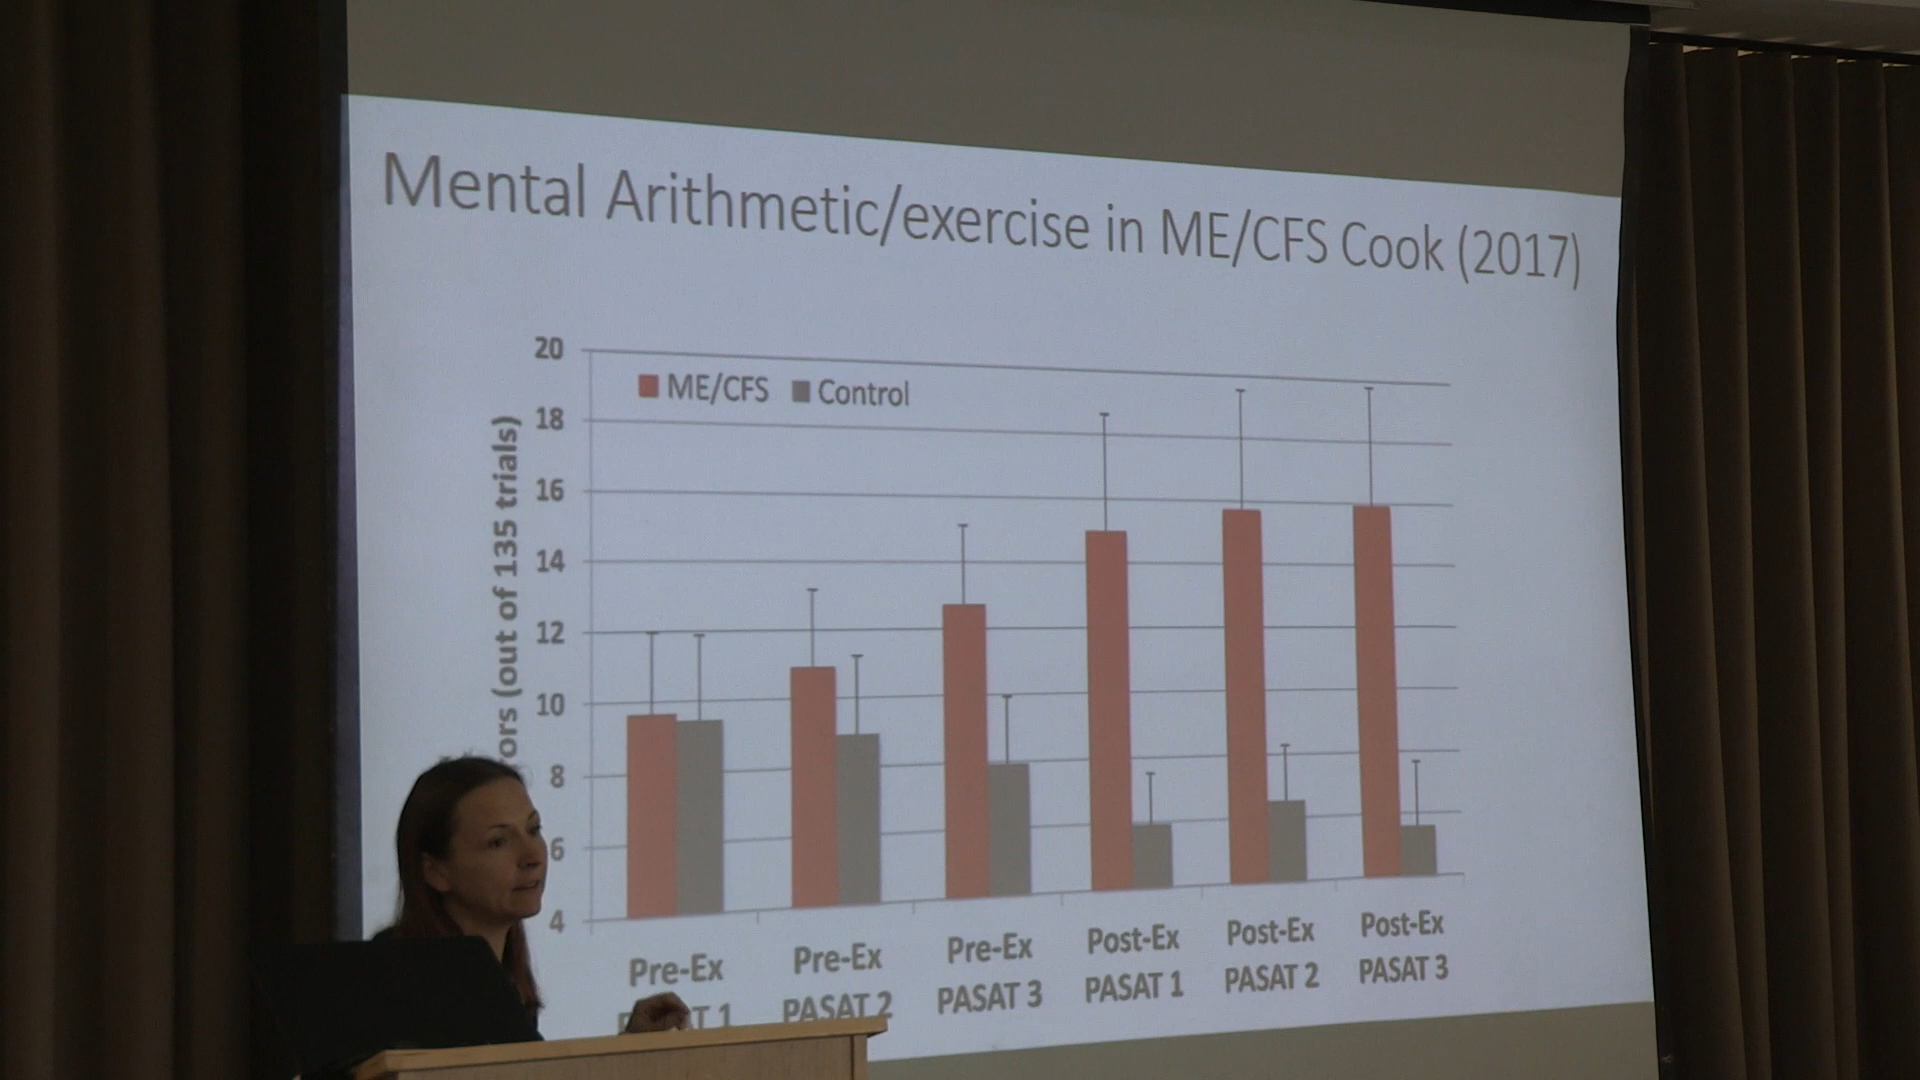 Mental Arithmetic/exercise in ME/CFS Cook (2017)
ME/CFS Control
(out of 135 trials)
20
18
16
14
12
10
8
6
4
Pre-Ex
Pre-Ex
PASAT 2
Pre-Ex
PASAT 3
Post-Ex
PASAT 1
Post-Ex
PASAT 2
Post-Ex
PASAT 3